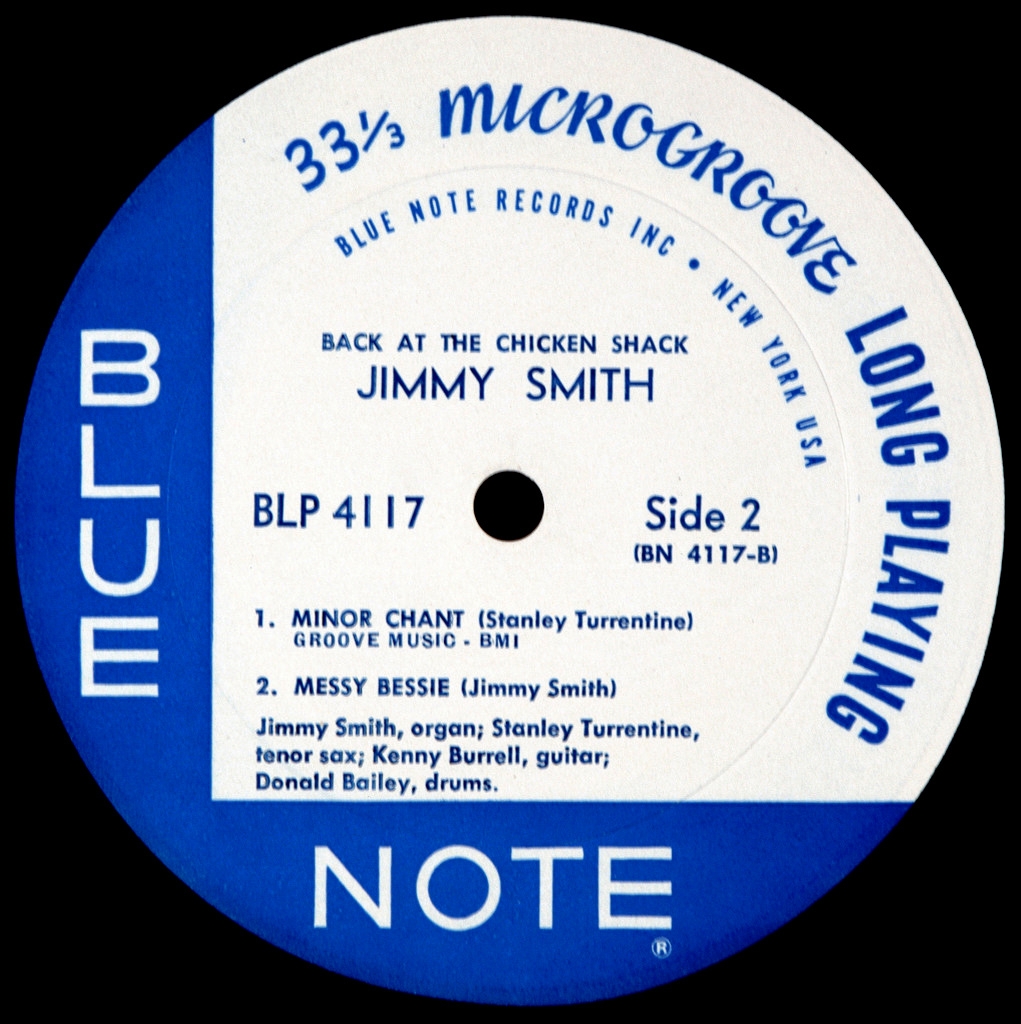 33⅓ MICROGROOVE LONG PLAYING
BLUE NOTE RECORDS INC • NEW YORK USA
BACK AT THE CHICKEN SHACK
JIMMY SMITH
BLP 4117
Side 2
(BN 4117-B)
1. MINOR CHANT (Stanley Turrentine)
GROOVE MUSIC - BMI
2. MESSY BESSIE (Jimmy Smith)
Jimmy Smith, organ; Stanley Turrentine,
tenor sax; Kenny Burrell, guitar;
Donald Bailey, drums.
BLUE
NOTE
®